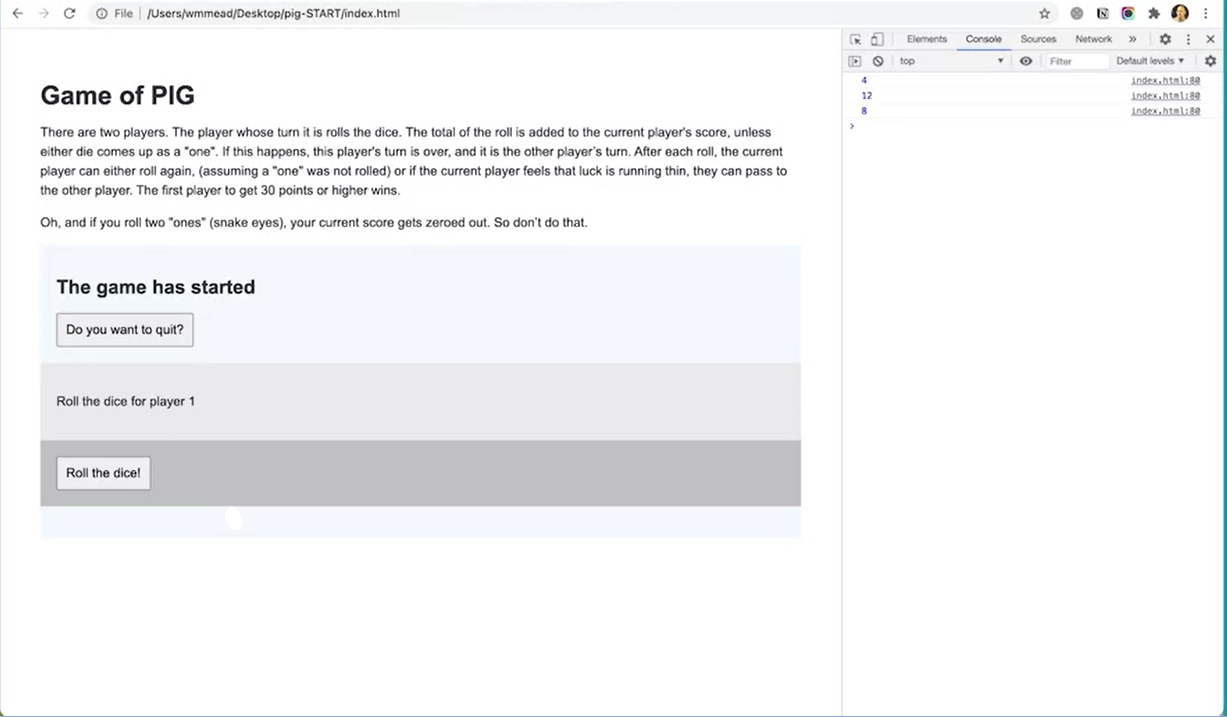 File
/Users/wmmead/Desktop/pig-START/index.html
Elements
Console
Sources
Network
»
top
Filter
Default levels
4 index.html:80
12 index.html:80
8 index.html:80
Game of PIG
There are two players. The player whose turn it is rolls the dice. The total of the roll is added to the current player's score, unless
either die comes up as a "one". If this happens, this player's turn is over, and it is the other player's turn. After each roll, the current
player can either roll again, (assuming a "one" was not rolled) or if the current player feels that luck is running thin, they can pass to
the other player. The first player to get 30 points or higher wins.
Oh, and if you roll two "ones" (snake eyes), your current score gets zeroed out. So don't do that.
The game has started
Do you want to quit?
Roll the dice for player 1
Roll the dice!